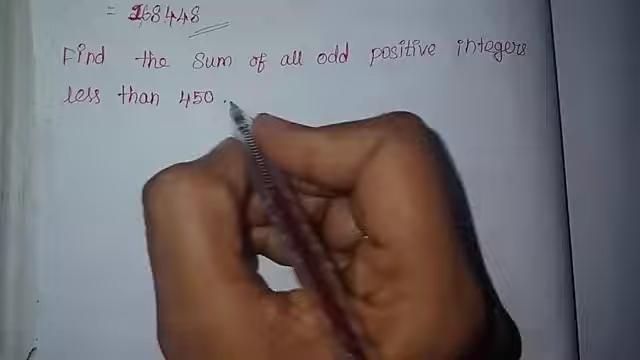 = 268448
Find the sum of all odd positive integers
less than 450.